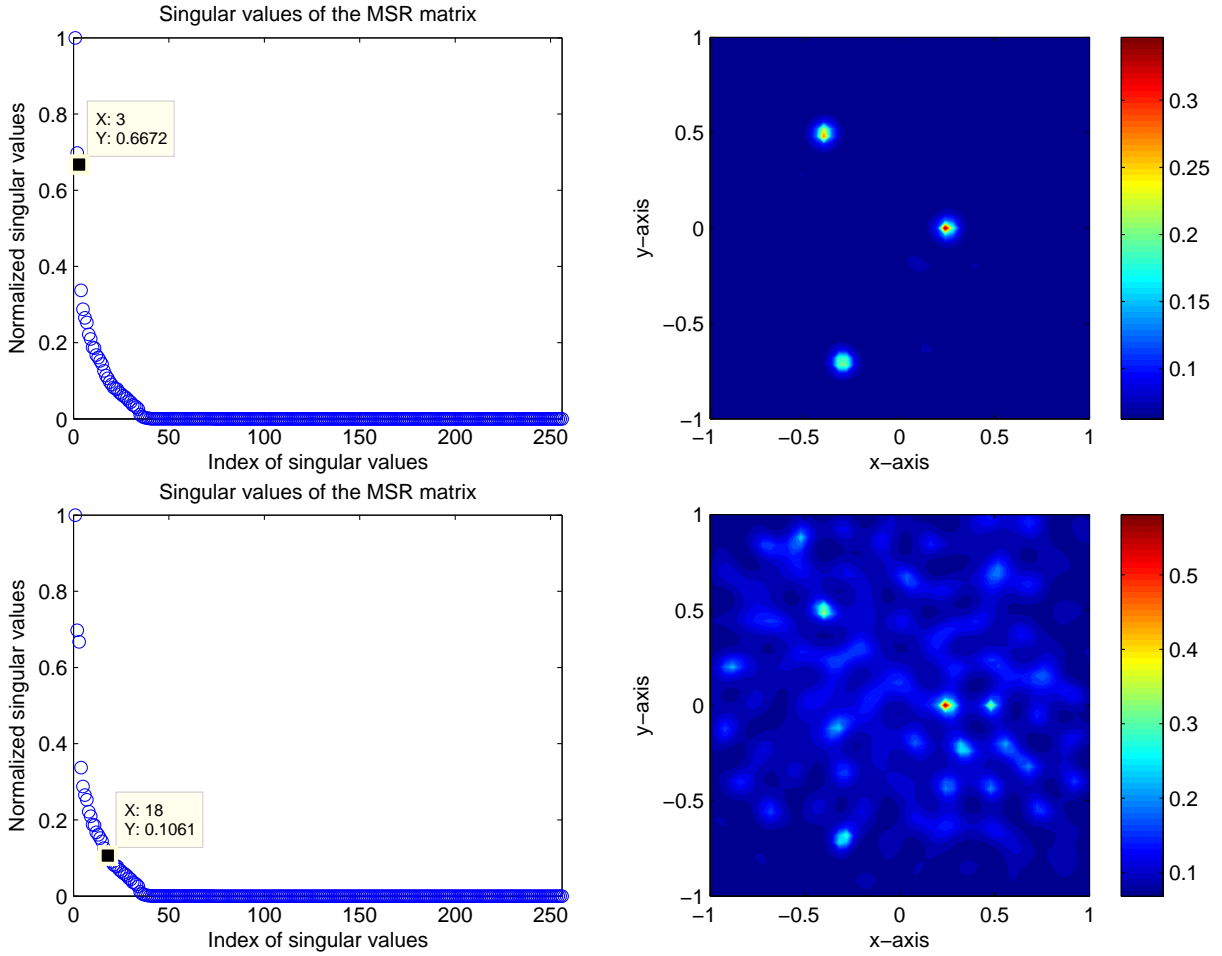 Singular values of the MSR matrix
Normalized singular values
1
0.8
0.6
0.4
0.2
0
X: 3
Y: 0.6672
0 50 100 150 200 250
Index of singular values
y−axis
1
0.5
0
−0.5
−1
−1 −0.5 0 0.5 1
x−axis
0.3
0.25
0.2
0.15
0.1
Singular values of the MSR matrix
Normalized singular values
1
0.8
0.6
0.4
0.2
0
X: 18
Y: 0.1061
0 50 100 150 200 250
Index of singular values
y−axis
1
0.5
0
−0.5
−1
−1 −0.5 0 0.5 1
x−axis
0.5
0.4
0.3
0.2
0.1